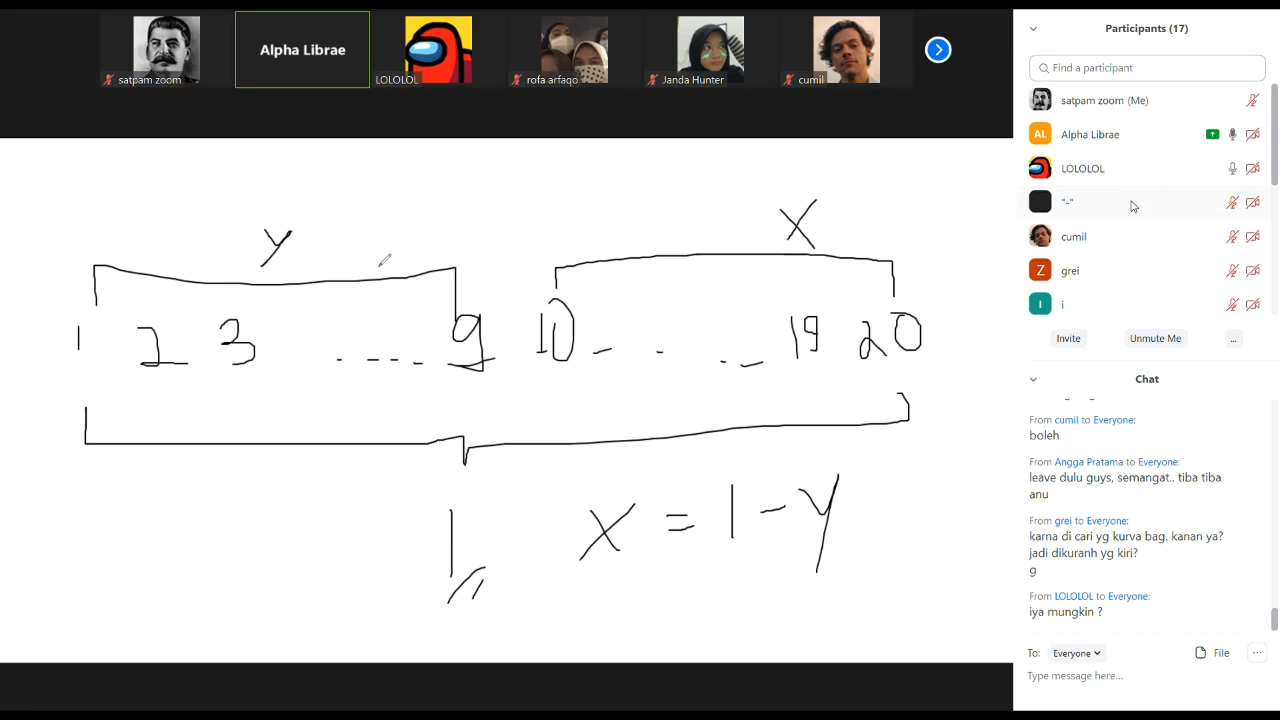 satpam zoom
Alpha Librae
LOLOLOL
rofa arfaqo
Janda Hunter
cumil
Participants (17)
Find a participant
satpam zoom (Me)
AL Alpha Librae
LOLOLOL
"-"
cumil
Z grei
I i
Invite
Unmute Me
...
Chat
From cumil to Everyone:
boleh
From Angga Pratama to Everyone:
leave dulu guys, semangat.. tiba tiba
anu
From grei to Everyone:
karna di cari yg kurva bag. kanan ya?
jadi dikuranh yg kiri?
g
From LOLOLOL to Everyone:
iya mungkin ?
To: Everyone
File
...
Type message here...
y
X
1 2 3 ..... 9 10 - . . - 19 20
1
X = 1 - y